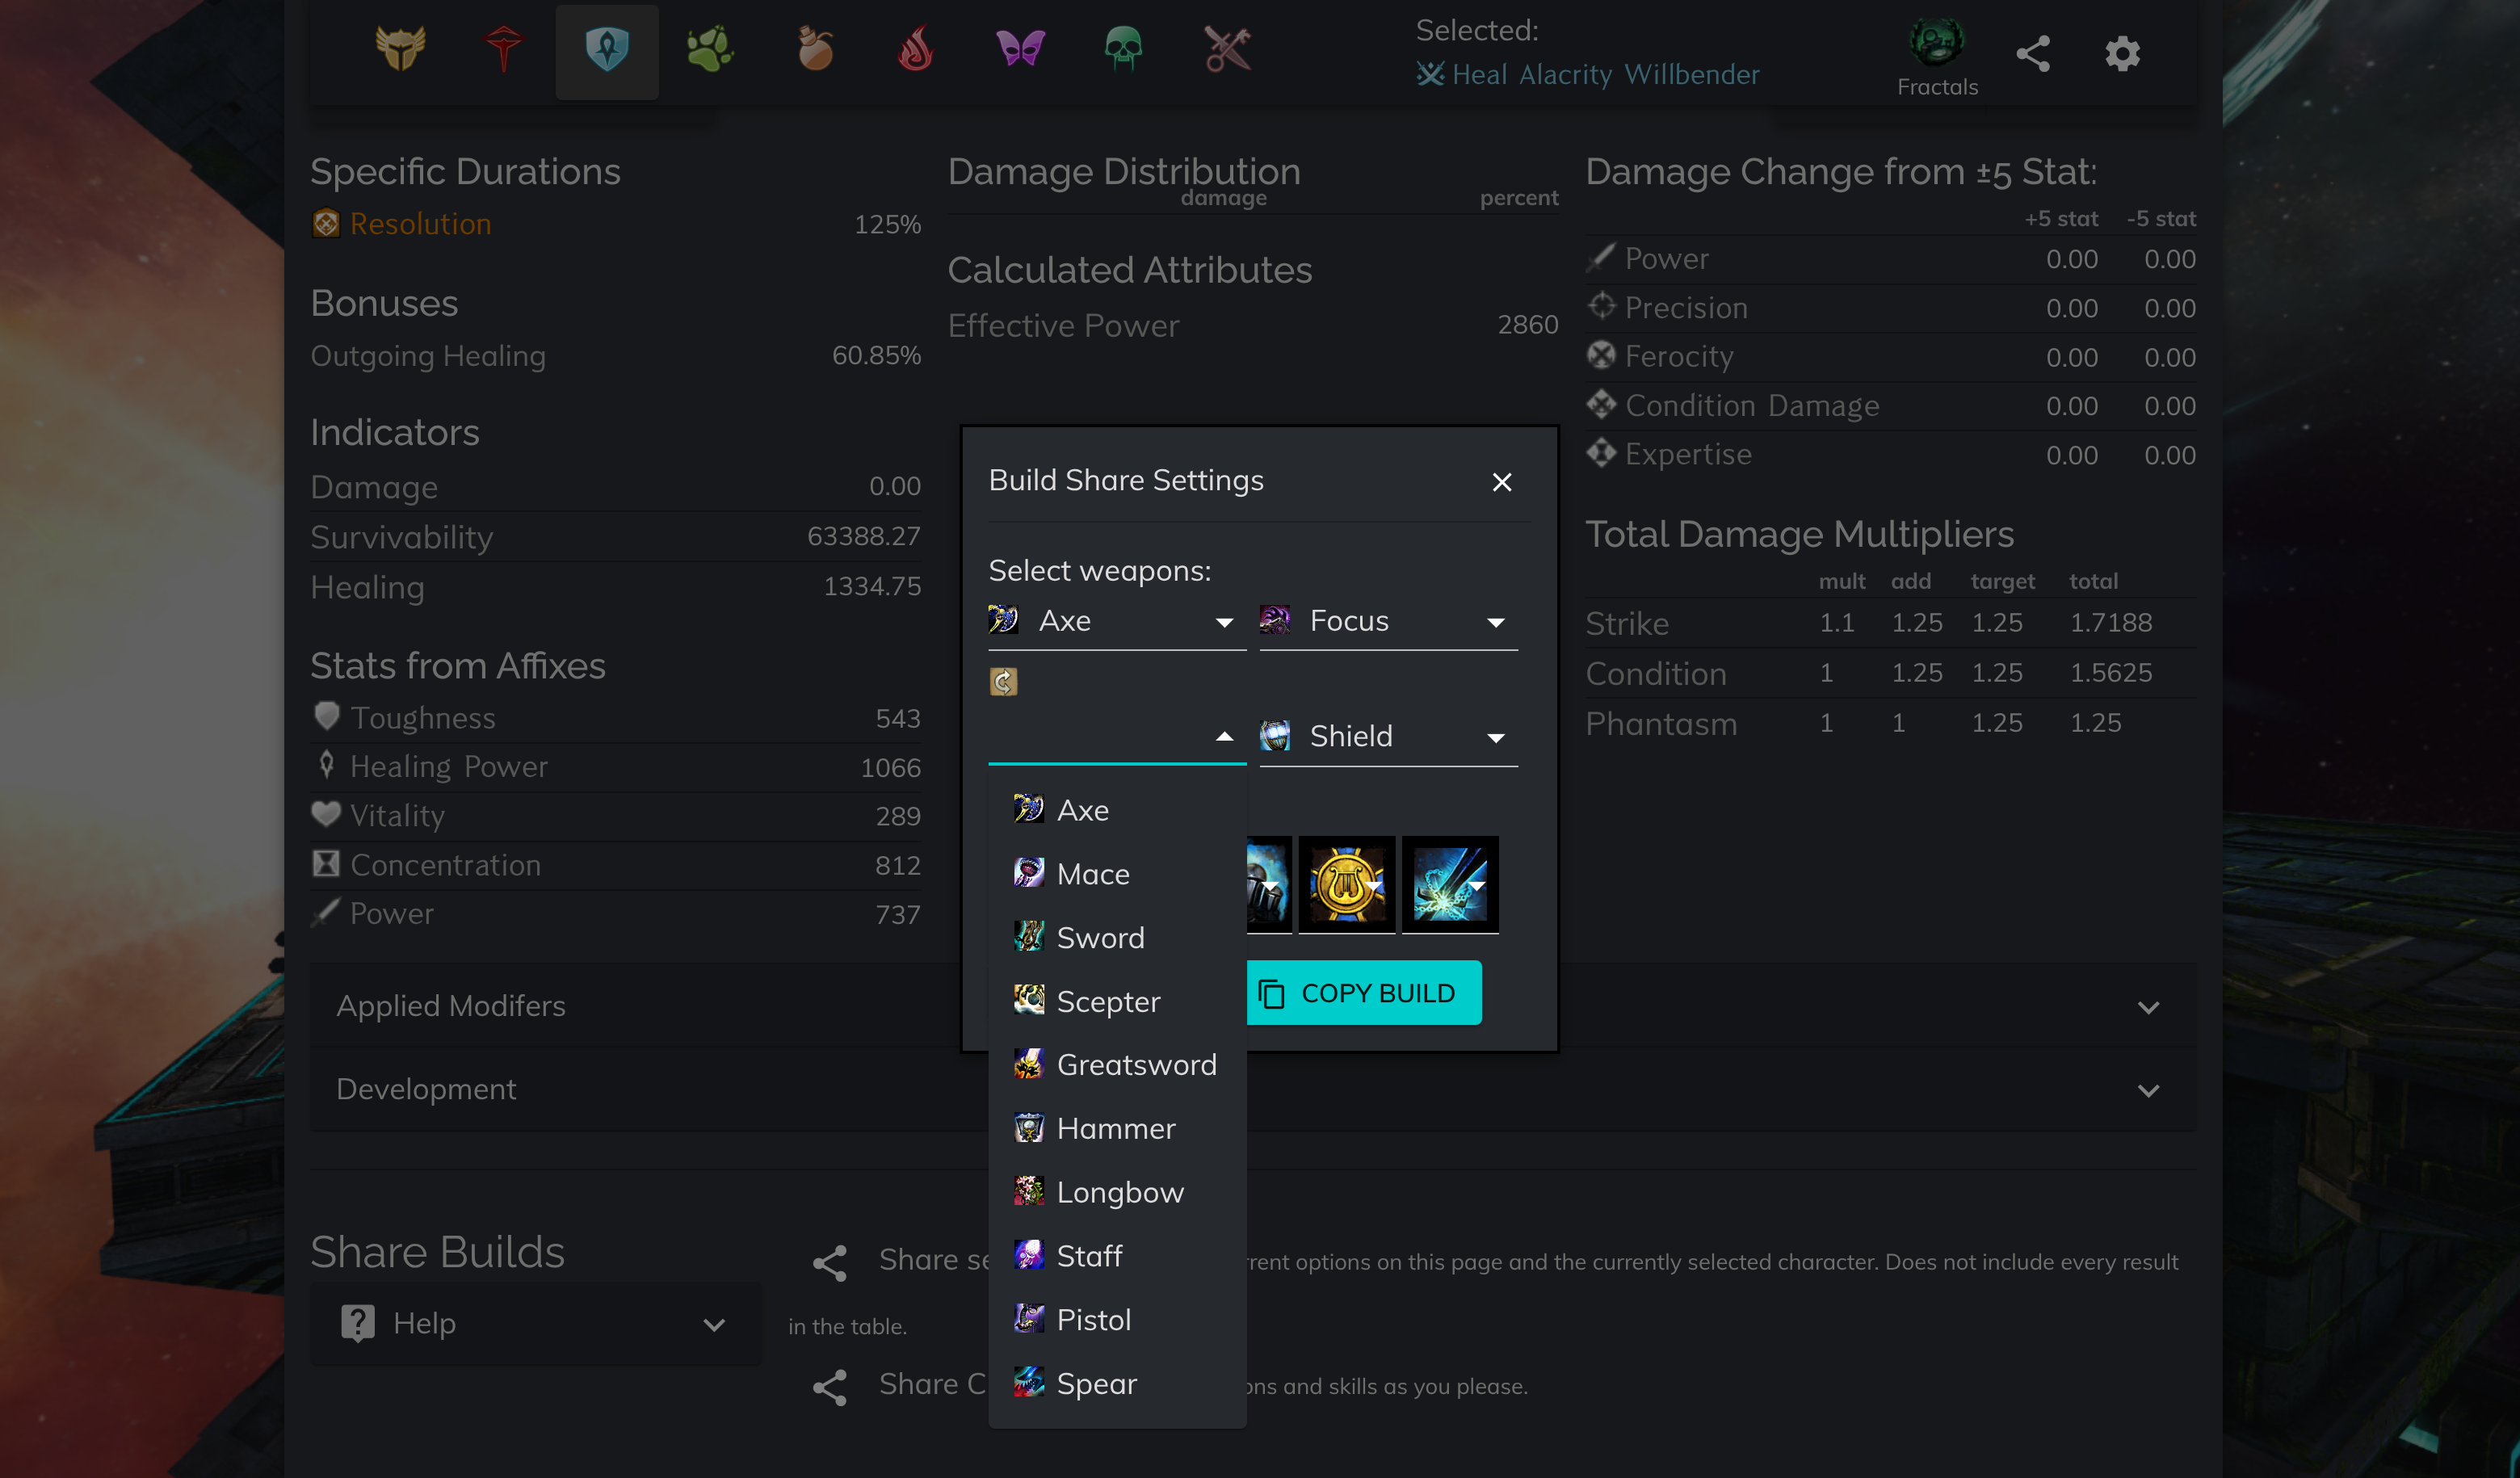 Selected:
Heal Alacrity Willbender
Fractals
Specific Durations
Resolution 125%
Bonuses
Outgoing Healing 60.85%
Indicators
Damage 0.00
Survivability 63388.27
Healing 1334.75
Stats from Affixes
Toughness 543
Healing Power 1066
Vitality 289
Concentration 812
Power 737
Damage Distribution
damage percent
Calculated Attributes
Effective Power 2860
Damage Change from ±5 Stat:
+5 stat -5 stat
Power 0.00 0.00
Precision 0.00 0.00
Ferocity 0.00 0.00
Condition Damage 0.00 0.00
Expertise 0.00 0.00
Total Damage Multipliers
mult add target total
Strike 1.1 1.25 1.25 1.7188
Condition 1 1.25 1.25 1.5625
Phantasm 1 1 1.25 1.25
Build Share Settings
Select weapons:
Axe Focus
Shield
Axe
Mace
Sword
Scepter
Greatsword
Hammer
Longbow
Staff
Pistol
Spear
COPY BUILD
Applied Modifers
Development
Share Builds
Help
Share se rrent options on this page and the currently selected character. Does not include every result
in the table.
Share C ons and skills as you please.